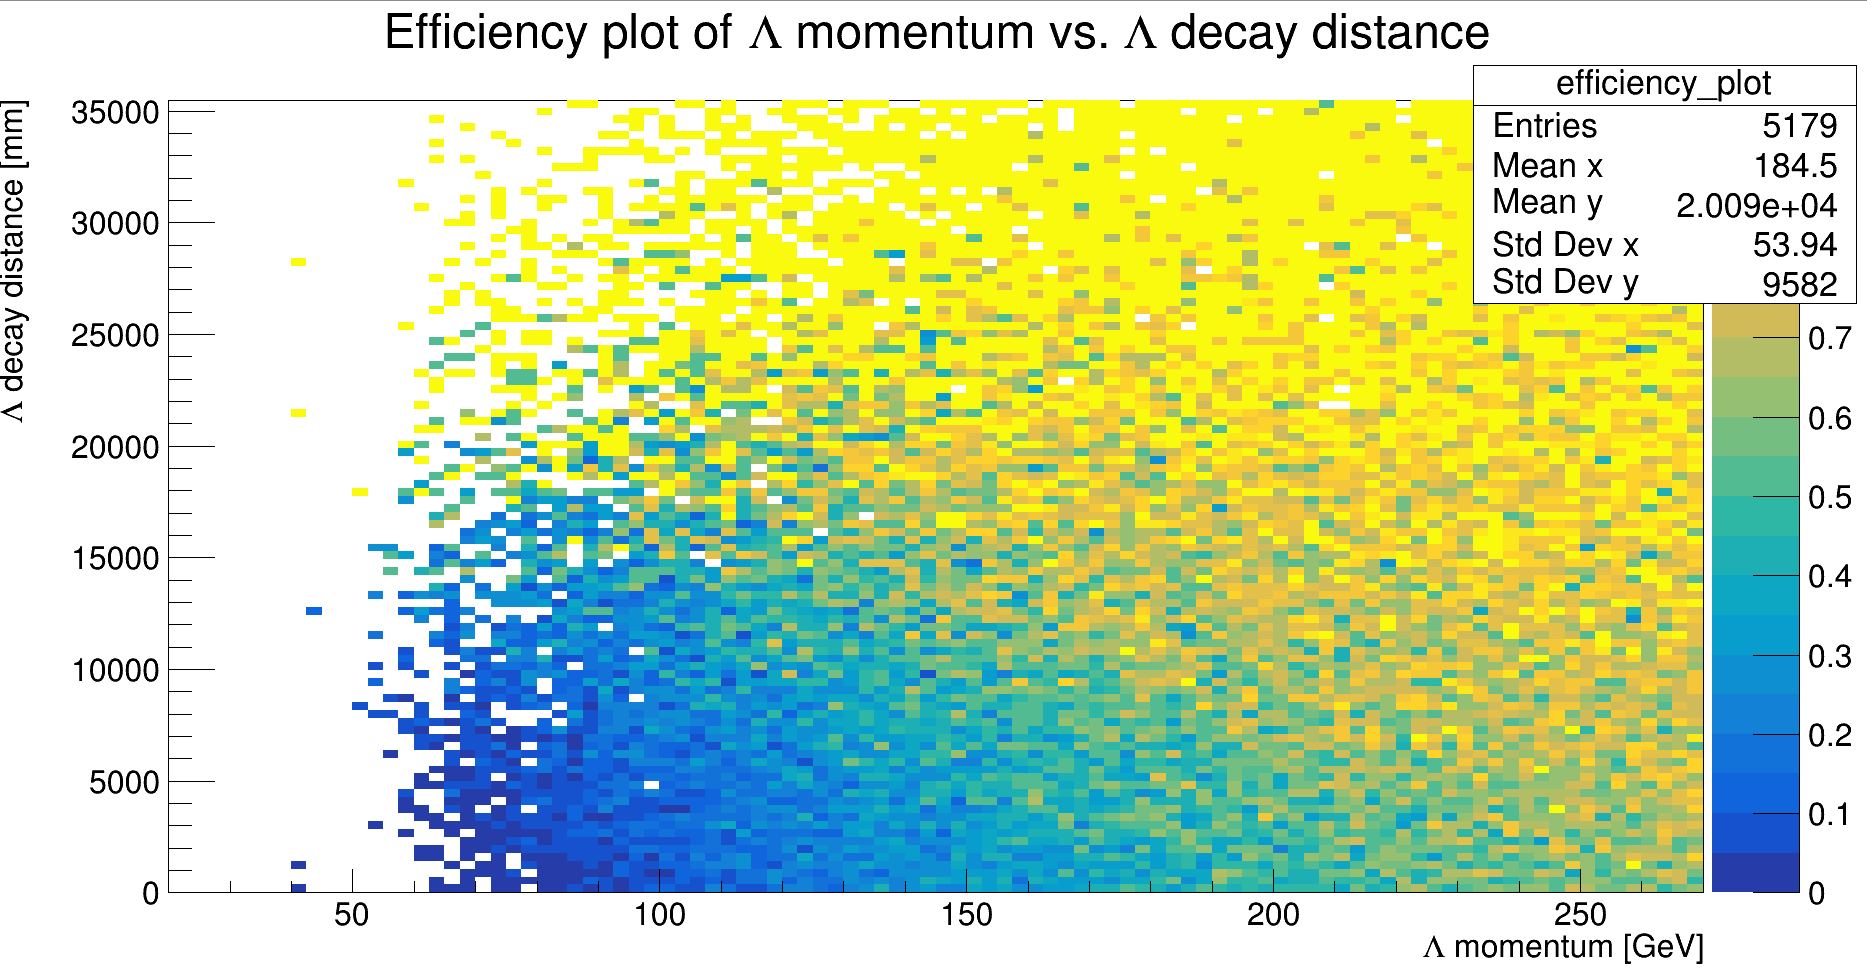 Efficiency plot of Λ momentum vs. Λ decay distance
efficiency_plot
Entries 5179
Mean x 184.5
Mean y 2.009e+04
Std Dev x 53.94
Std Dev y 9582
Λ decay distance [mm]
35000
30000
25000
20000
15000
10000
5000
0
0.7
0.6
0.5
0.4
0.3
0.2
0.1
0
50 100 150 200 250
Λ momentum [GeV]